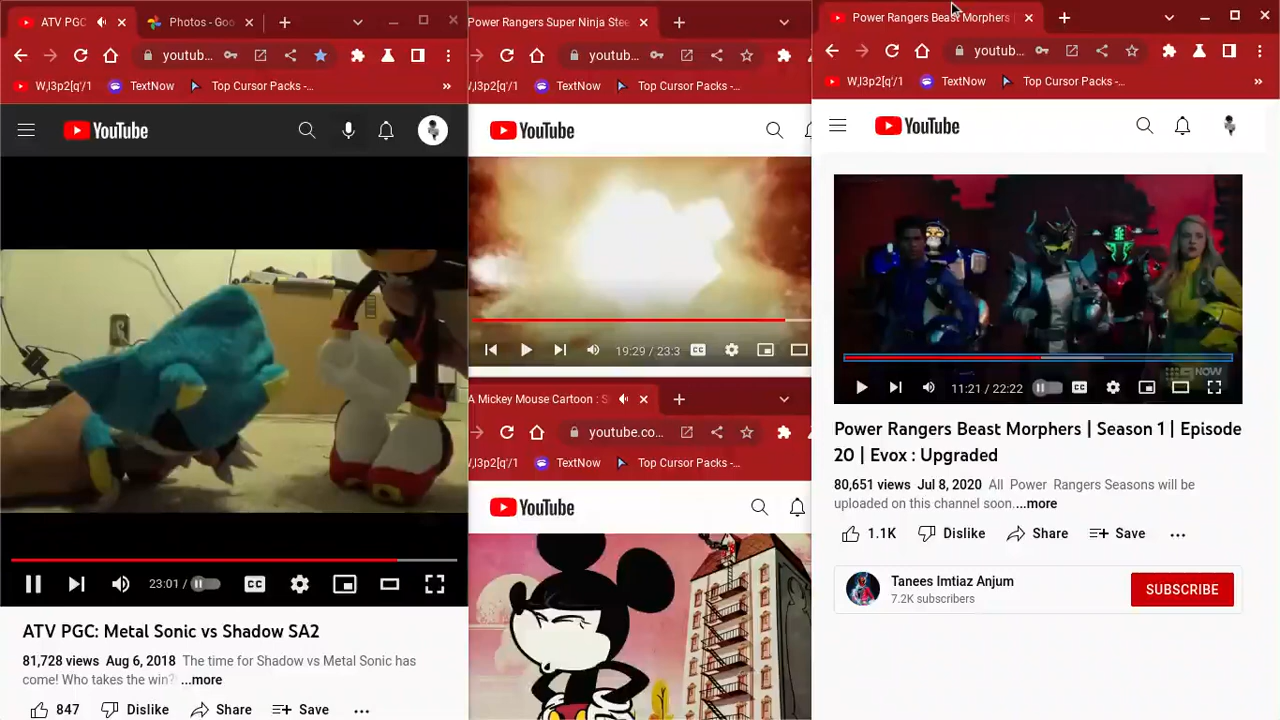 ATV PGC
Photos - Goo
youtub...
W,l3p2[q'/1
TextNow
Top Cursor Packs -...
»
YouTube
23:01
CC
ATV PGC: Metal Sonic vs Shadow SA2
81,728 views Aug 6, 2018 The time for Shadow vs Metal Sonic has
come! Who takes the win? ...more
847
Dislike
Share
Save
Power Rangers Super Ninja Stee
youtub...
W,l3p2[q'/1
TextNow
Top Cursor Packs -...
YouTube
19:29 / 23:3
CC
A Mickey Mouse Cartoon : S
youtube.co...
W,l3p2[q'/1
TextNow
Top Cursor Packs -...
YouTube
Power Rangers Beast Morphers |
youtub...
W,l3p2[q'/1
TextNow
Top Cursor Packs -...
»
YouTube
NOW
11:21 / 22:22
CC
Power Rangers Beast Morphers | Season 1 | Episode
20 | Evox : Upgraded
80,651 views Jul 8, 2020 All Power Rangers Seasons will be
uploaded on this channel soon. ...more
1.1K
Dislike
Share
Save
Tanees Imtiaz Anjum
7.2K subscribers
SUBSCRIBE